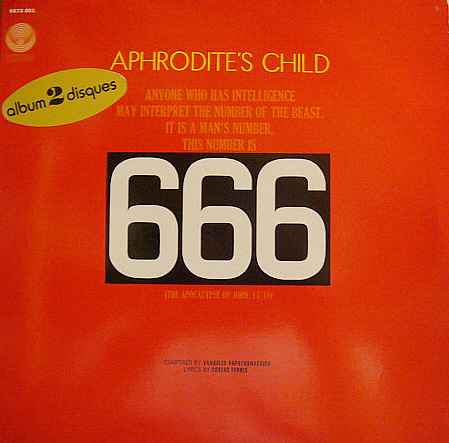 6673 001
APHRODITE'S CHILD
album 2 disques
ANYONE WHO HAS INTELLIGENCE
MAY INTERPRET THE NUMBER OF THE BEAST.
IT IS A MAN'S NUMBER.
THIS NUMBER IS
666
(THE APOCALYPSE OF JOHN, 13/18)
COMPOSED BY VANGELIS PAPATHANASSIOU
LYRICS BY COSTAS FERRIS